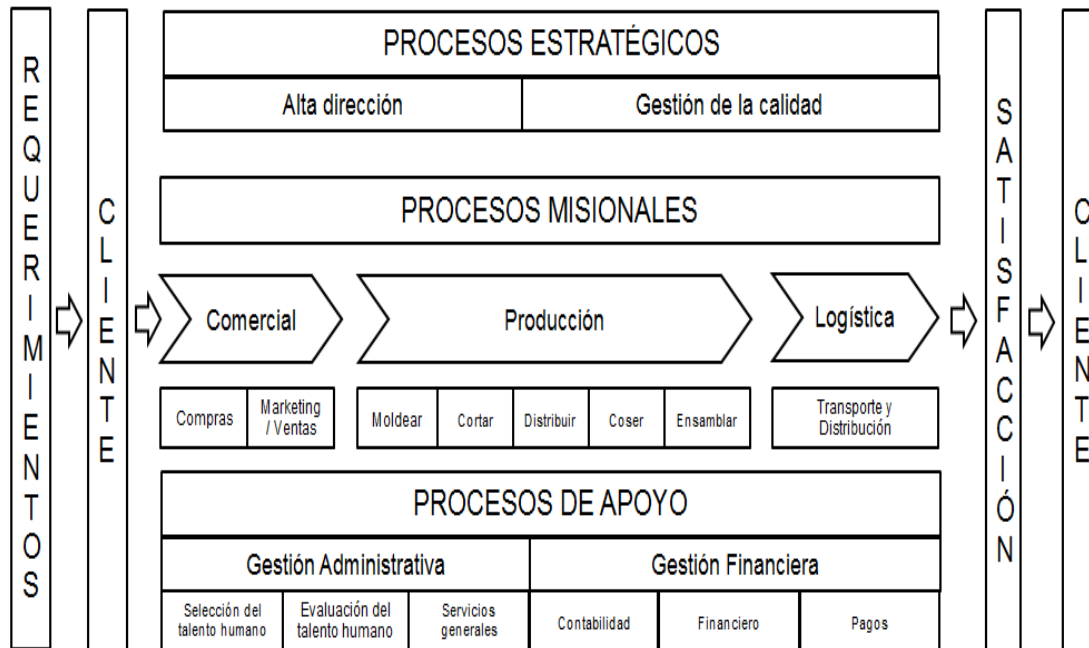 REQUERIMIENTOS
CLIENTE
PROCESOS ESTRATÉGICOS
Alta dirección
Gestión de la calidad
PROCESOS MISIONALES
Comercial
Producción
Logística
Compras
Marketing
/ Ventas
Moldear
Cortar
Distribuir
Coser
Ensamblar
Transporte y
Distribución
PROCESOS DE APOYO
Gestión Administrativa
Gestión Financiera
Selección del
talento humano
Evaluación del
talento humano
Servicios
generales
Contabilidad
Financiero
Pagos
SATISFACCIÓN
CLIENTE